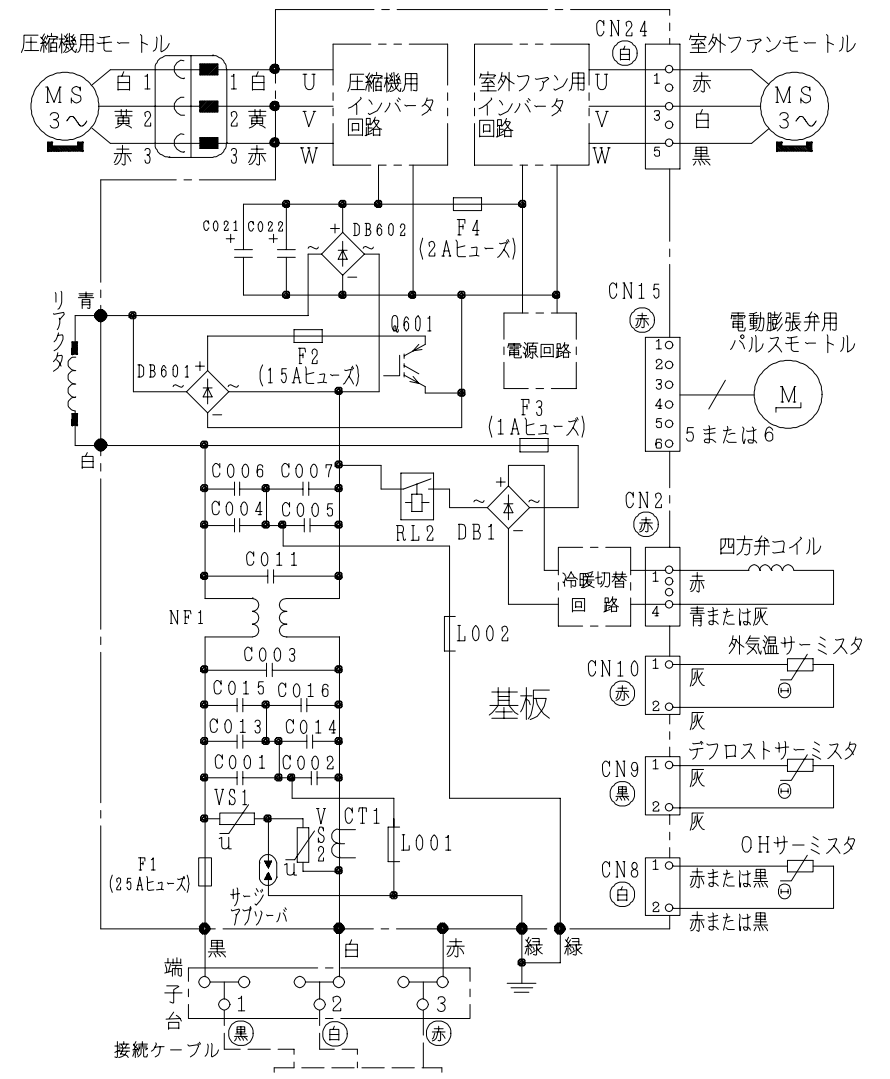 CN24
白
圧縮機用モートル
室外ファンモートル
MS
3～
白 1
黄 2
赤 3
1 白
2 黄
3 赤
U
V
W
圧縮機用
インバータ
回路
室外ファン用
インバータ
回路
U
V
W
1
3
5
赤
白
黒
MS
3～
C021
C022
+
+
+
DB602
～
～
－
F4
(2Aヒューズ)
CN15
赤
電動膨張弁用
パルスモートル
リアクタ
青
白
DB601
+
～
～
－
F2
(15Aヒューズ)
Q601
電源回路
1
2
3
4
5
6
M
5または6
F3
(1Aヒューズ)
C006
C007
C004
C005
RL2
+
～
～
－
DB1
CN2
赤
四方弁コイル
C011
冷暖切替
回 路
1
4
赤
青または灰
NF1
L002
外気温サーミスタ
CN10
赤
1
2
灰
灰
Θ
C003
C015
C016
C013
C014
C001
C002
基板
デフロストサーミスタ
CN9
黒
1
2
灰
灰
Θ
VS1
u
VS2
u
CT1
L001
OHサーミスタ
CN8
白
1
2
赤または黒
赤または黒
Θ
F1
(25Aヒューズ)
サージ
アブソーバ
黒
白
赤
緑
緑
端子台
1
2
3
黒
白
赤
接続ケーブル